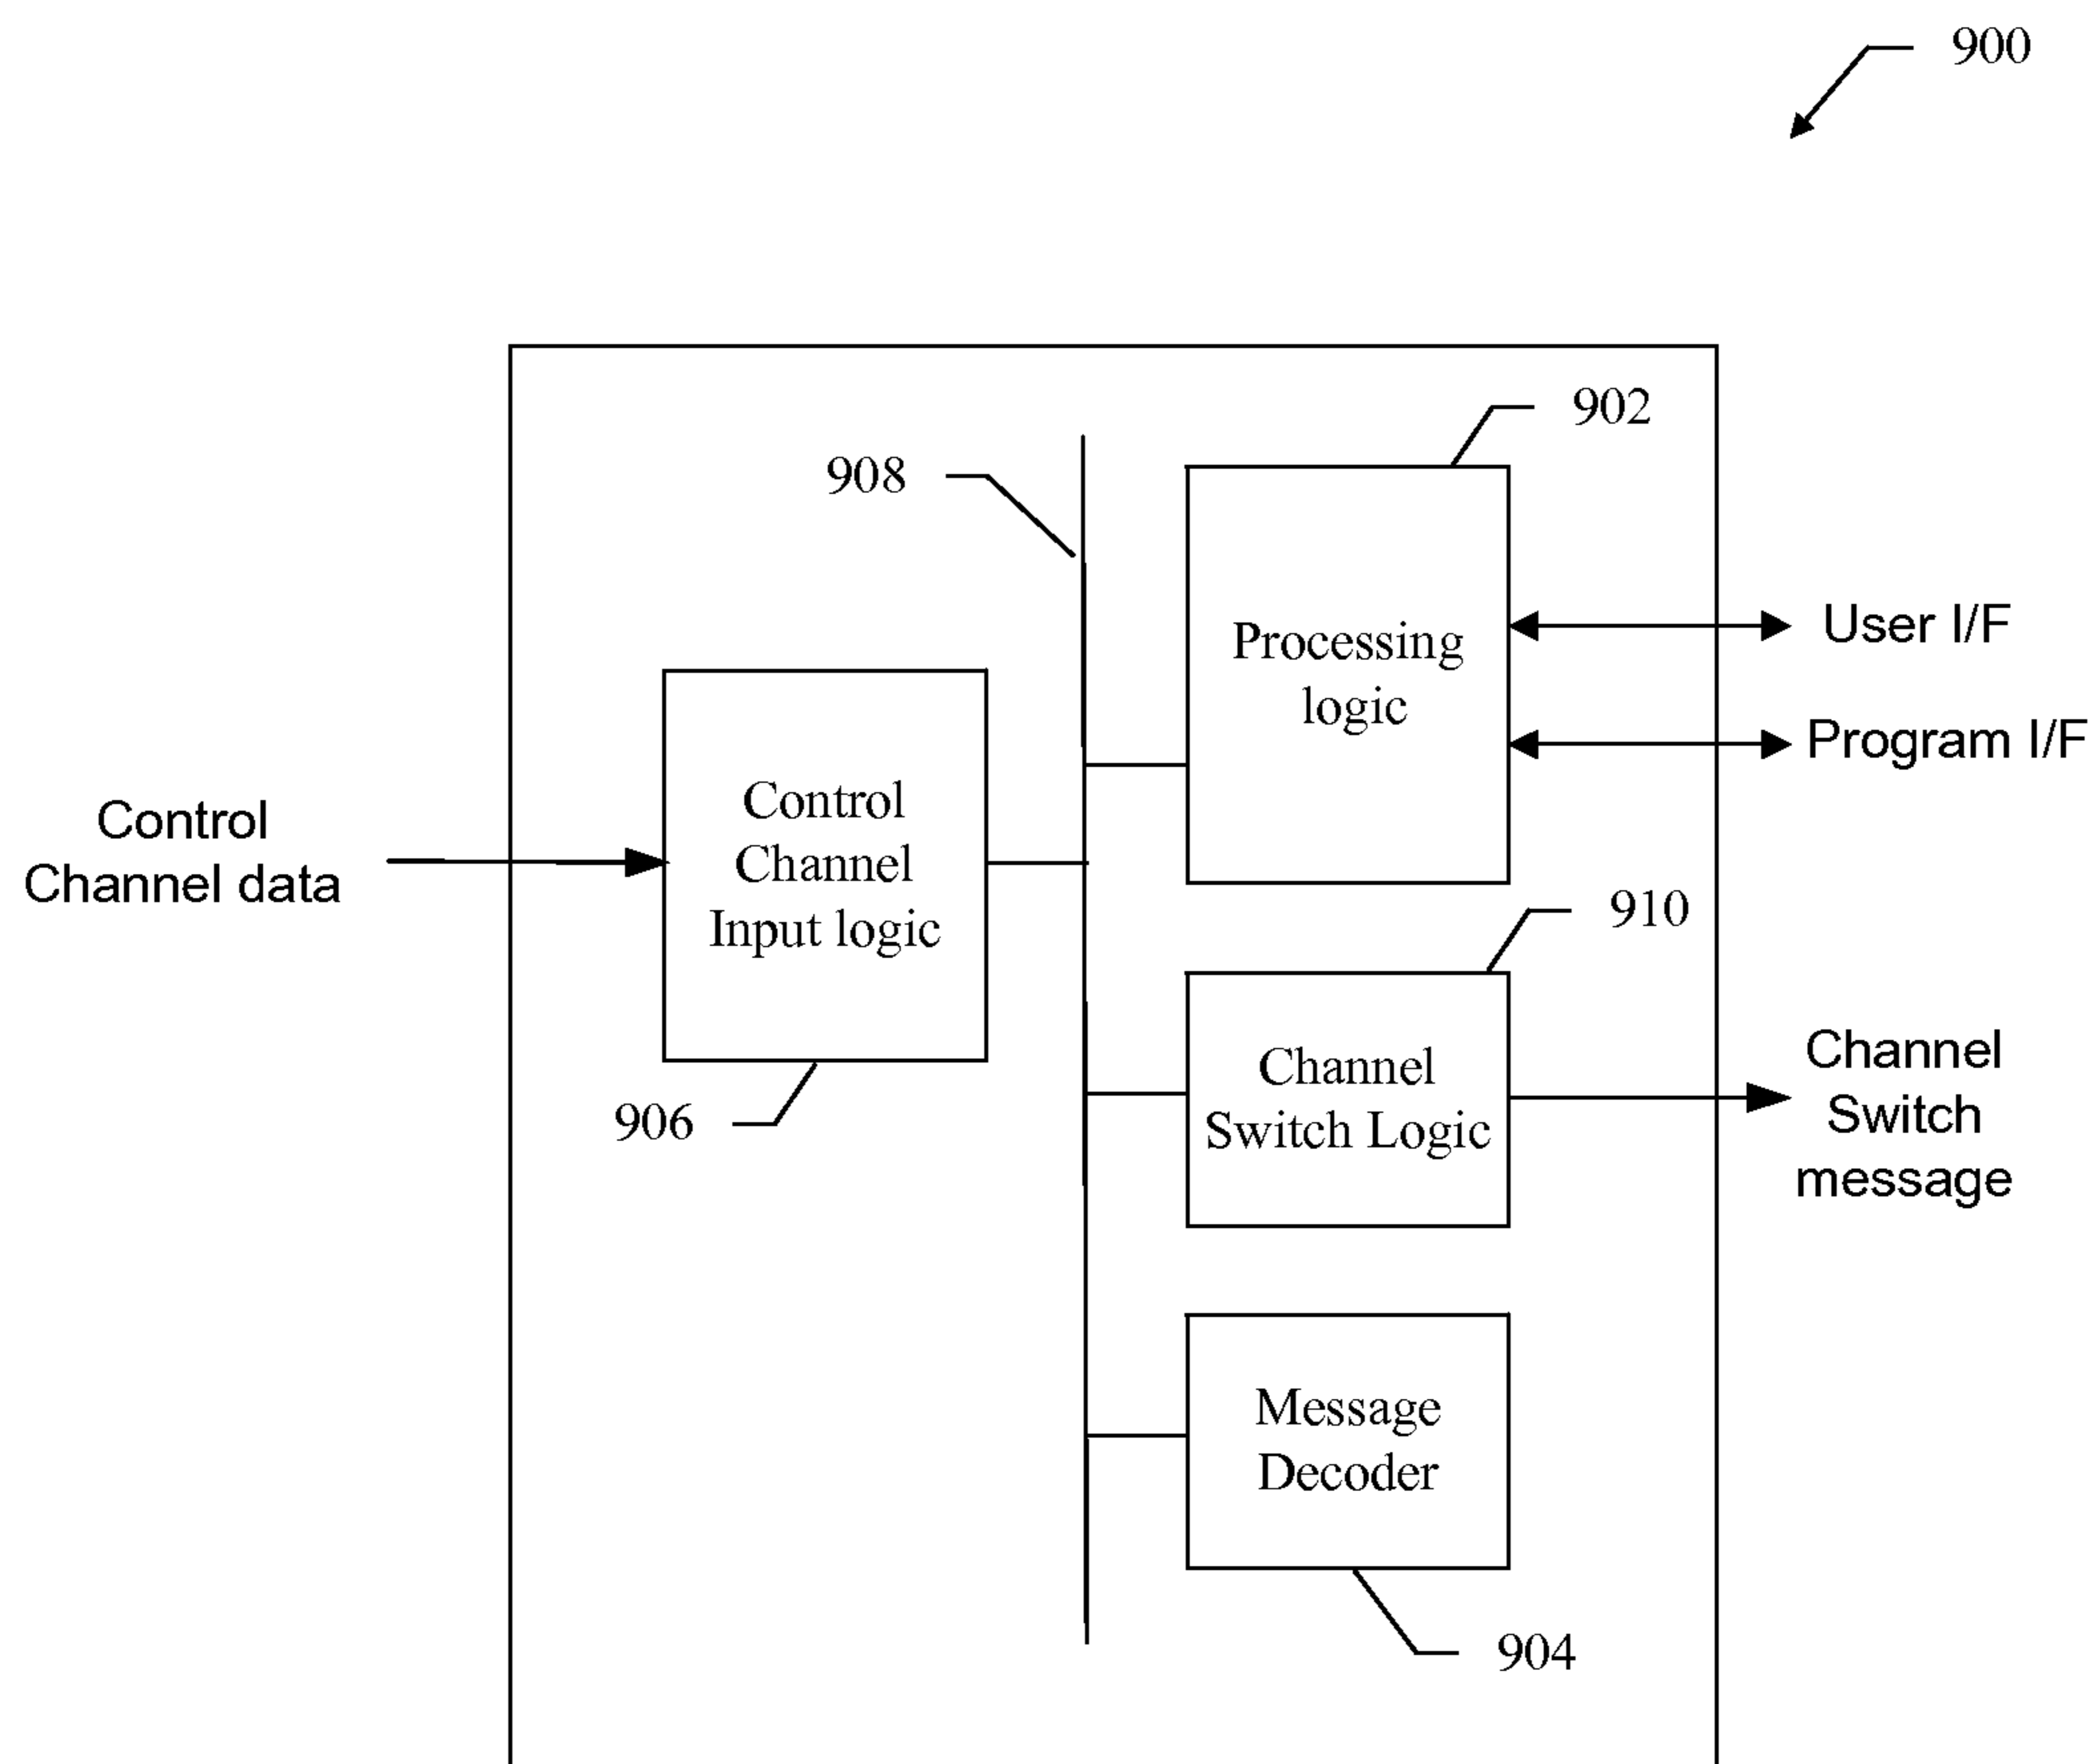 900
902
908
Processing
logic
User I/F
Program I/F
Control
Channel
Input logic
Control
Channel data
906
910
Channel
Switch Logic
Channel
Switch
message
Message
Decoder
904